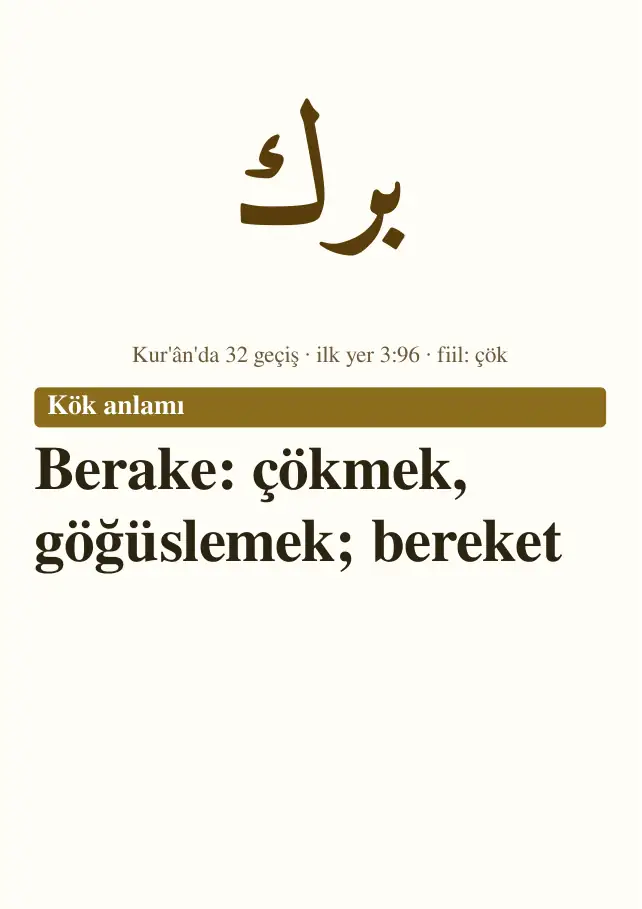 برك
Kur'ân'da 32 geçiş · ilk yer 3:96 · fiil: çök
Kök anlamı
Berake: çökmek,
göğüslemek; bereket